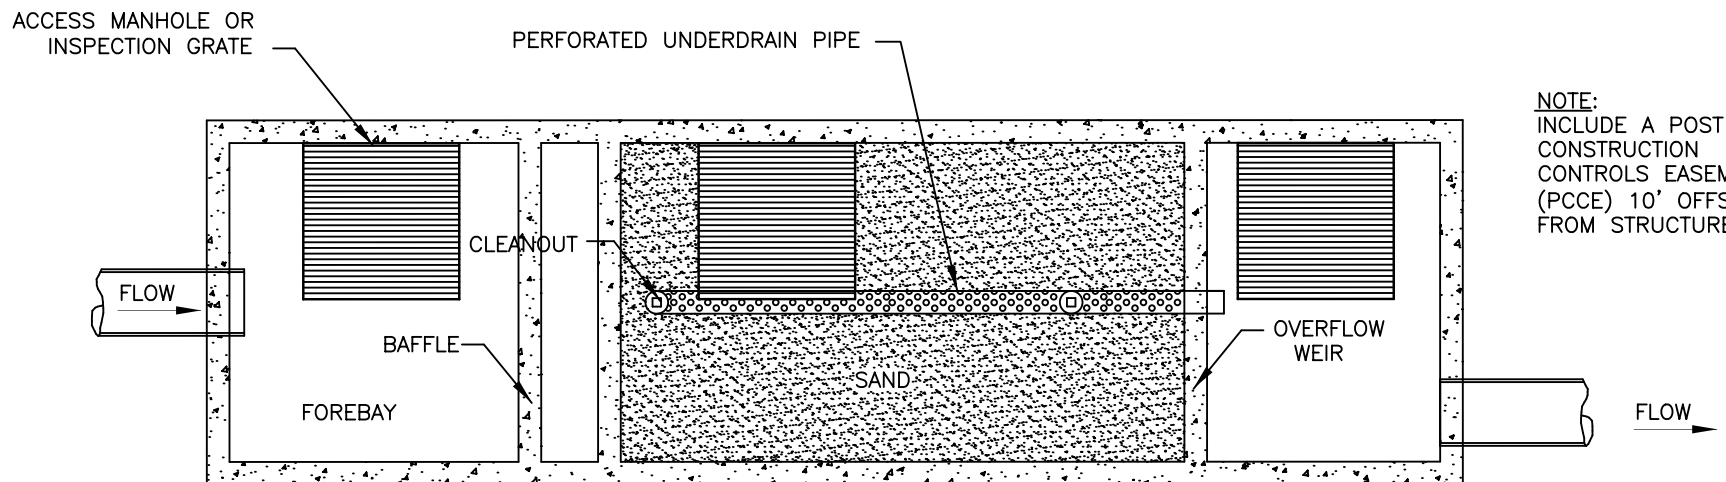 ACCESS MANHOLE OR
INSPECTION GRATE
PERFORATED UNDERDRAIN PIPE
NOTE:
INCLUDE A POST
CONSTRUCTION
CONTROLS
(PCCE) 10'
FROM
CLEANOUT
FLOW
BAFFLE
OVERFLOW
WEIR
SAND
FOREBAY
FLOW